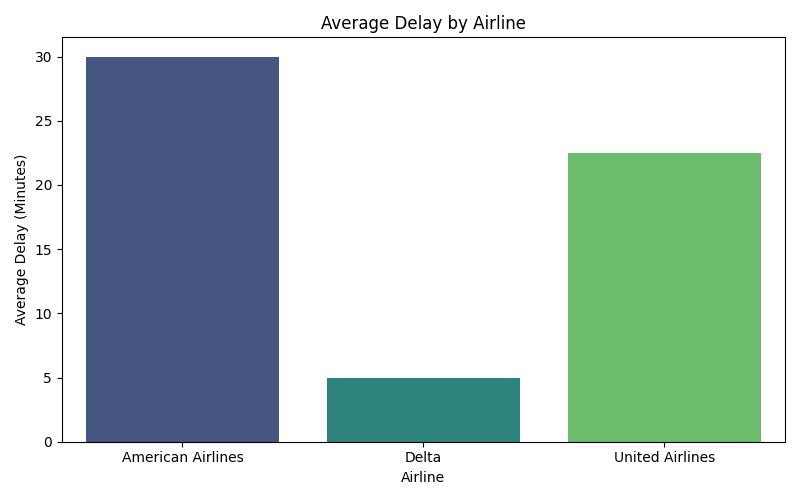 Average Delay by Airline
Average Delay (Minutes)
30
25
20
15
10
5
0
American Airlines
Delta
United Airlines
Airline